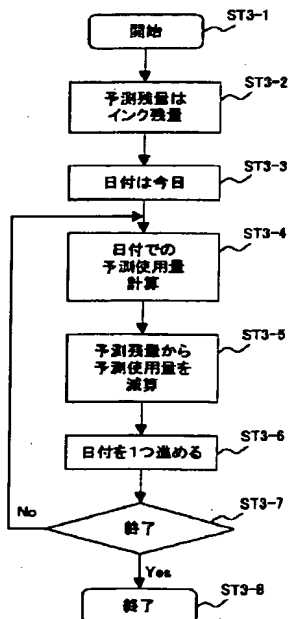 開始
ST3-1
予測残量は
インク残量
ST3-2
日付は今日
ST3-3
日付での
予測使用量
計算
ST3-4
予測残量から
予測使用量を
減算
ST3-5
日付を1つ進める
ST3-6
No
終了
ST3-7
Yes
終了
ST3-8